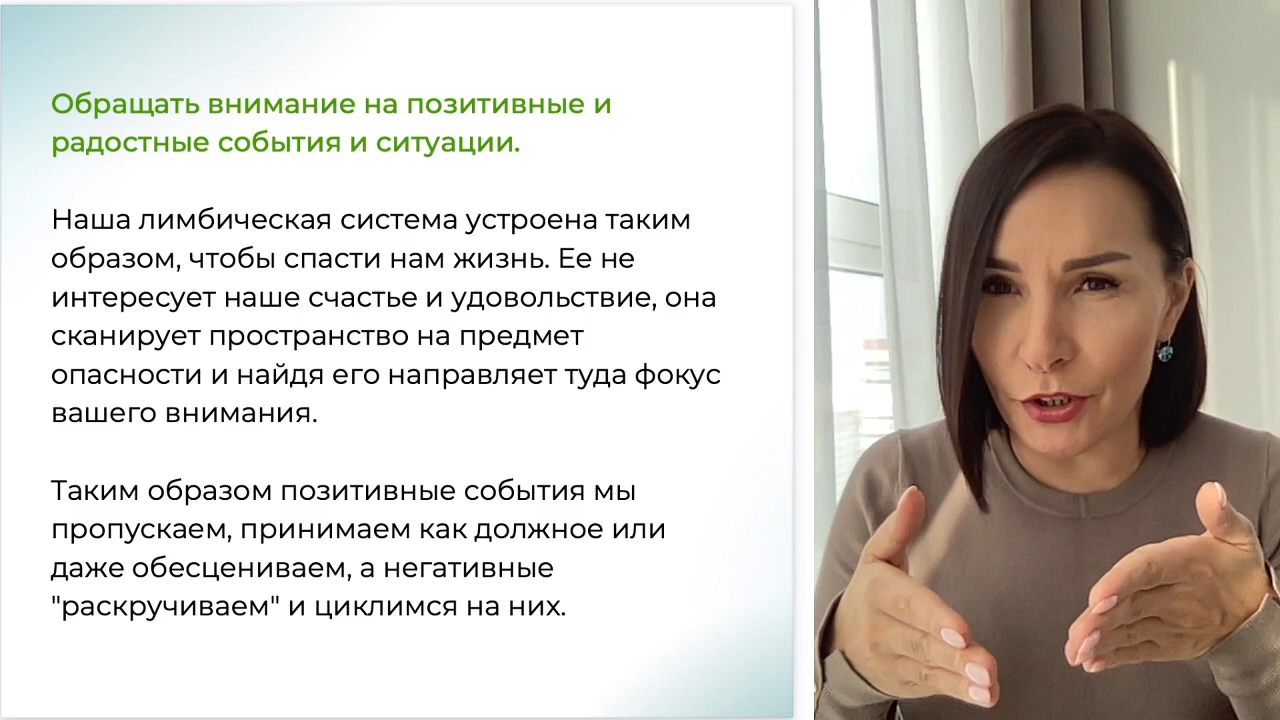 Обращать внимание на позитивные и
радостные события и ситуации.
Наша лимбическая система устроена таким
образом, чтобы спасти нам жизнь. Ее не
интересует наше счастье и удовольствие, она
сканирует пространство на предмет
опасности и найдя его направляет туда фокус
вашего внимания.
Таким образом позитивные события мы
пропускаем, принимаем как должное или
даже обесцениваем, а негативные
"раскручиваем" и циклимся на них.